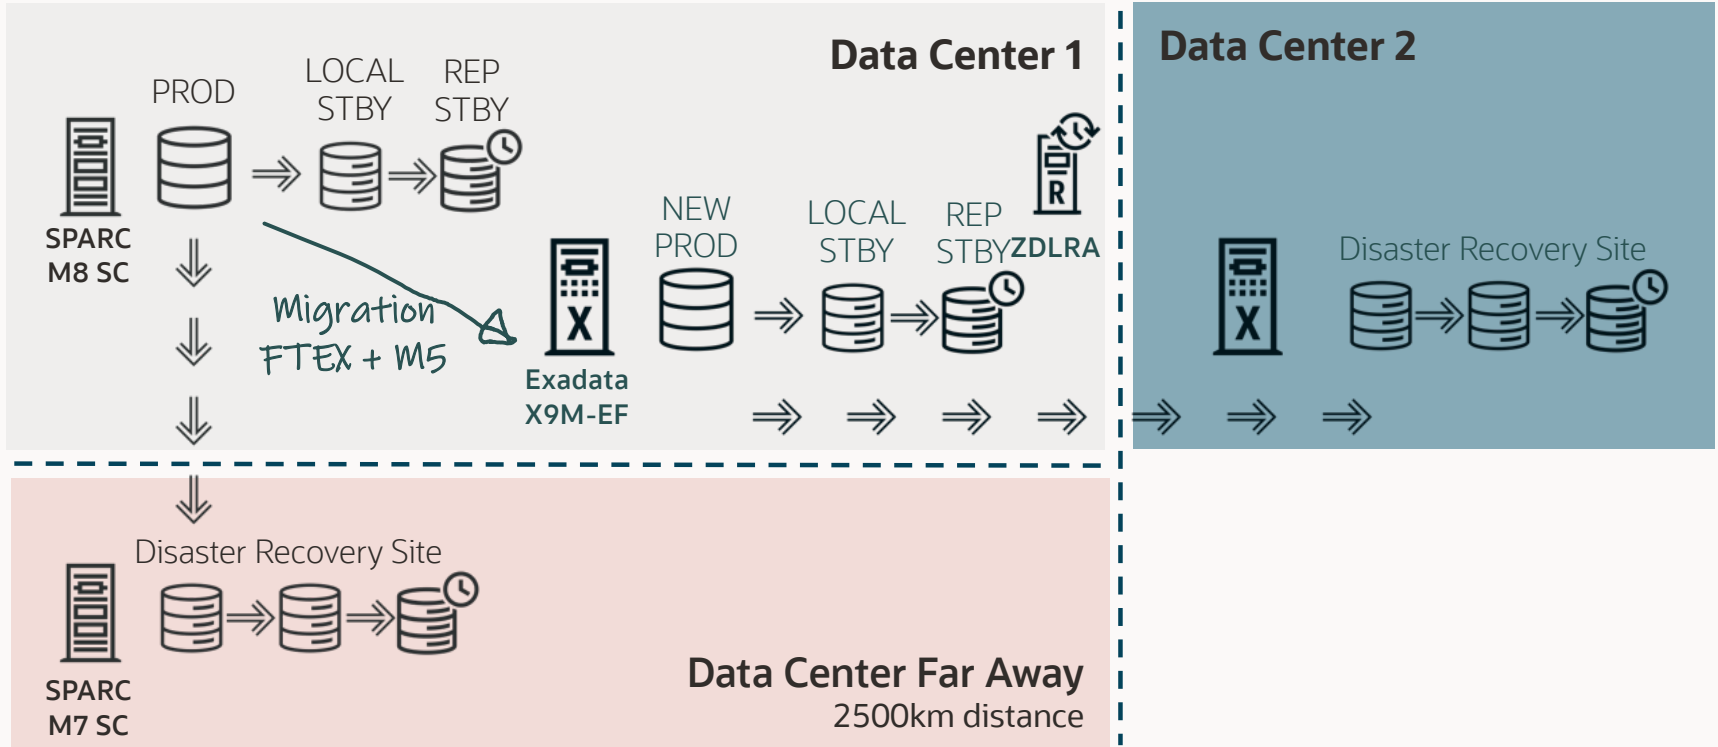 Data Center 1
Data Center 2
PROD
LOCAL
STBY
REP
STBY
SPARC
M8 SC
Migration
FTEX + M5
Exadata
X9M-EF
NEW
PROD
LOCAL
STBY
REP
STBY
R
ZDLRA
X
X
Disaster Recovery Site
Disaster Recovery Site
SPARC
M7 SC
Data Center Far Away
2500km distance